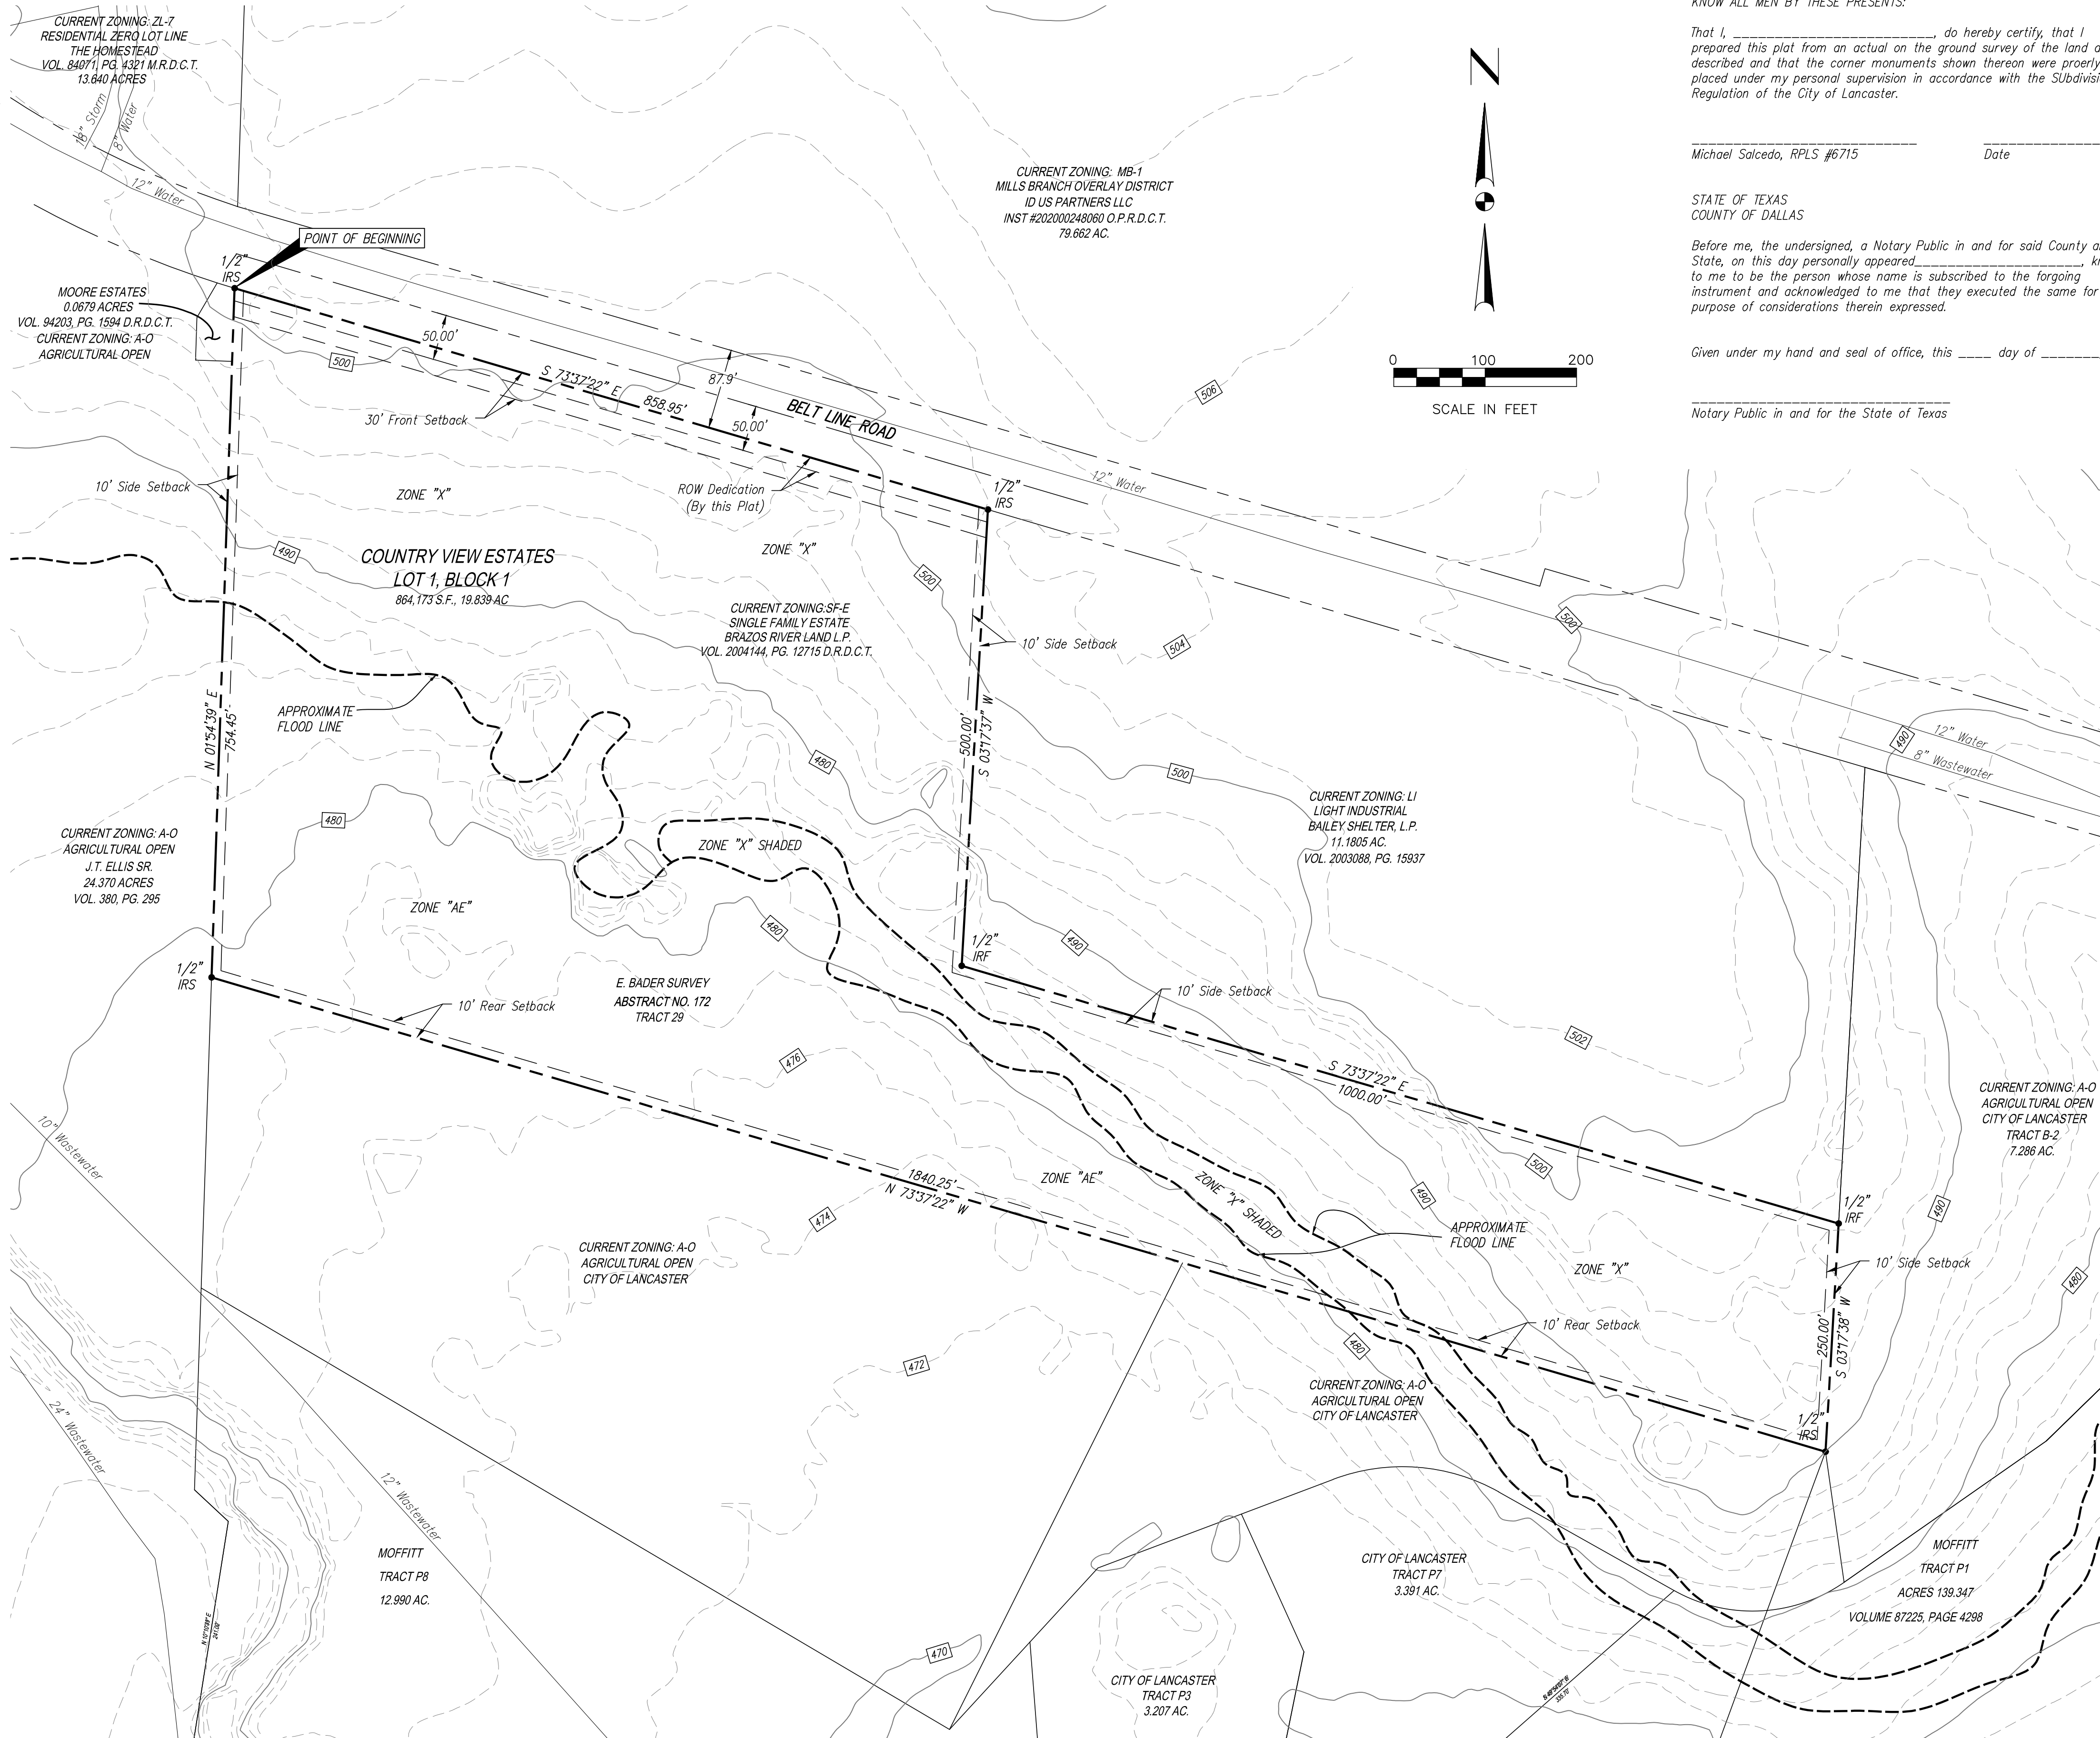 CURRENT ZONING: ZL-7
RESIDENTIAL ZERO LOT LINE
THE HOMESTEAD
VOL. 84071, PG. 4321 M.R.D.C.T.
13.640 ACRES
18" Storm
8" Water
12" Water
POINT OF BEGINNING
1/2"
IRS
MOORE ESTATES
0.0679 ACRES
VOL. 94203, PG. 1594 D.R.D.C.T.
CURRENT ZONING: A-O
AGRICULTURAL OPEN
500
50.00'
S 73°37'22" E
858.95'
87.9'
50.00'
BELT LINE ROAD
30' Front Setback
CURRENT ZONING: MB-1
MILLS BRANCH OVERLAY DISTRICT
ID US PARTNERS LLC
INST #202000248060 O.P.R.D.C.T.
79.662 AC.
506
N
0 100 200
SCALE IN FEET
KNOW ALL MEN BY THESE PRESENTS:
That I, ________________________, do hereby certify, that I
prepared this plat from an actual on the ground survey of the land a
described and that the corner monuments shown thereon were proerly
placed under my personal supervision in accordance with the SUbdivisi
Regulation of the City of Lancaster.
Michael Salcedo, RPLS #6715 Date
STATE OF TEXAS
COUNTY OF DALLAS
Before me, the undersigned, a Notary Public in and for said County a
State, on this day personally appeared____________________, k
to me to be the person whose name is subscribed to the forgoing
instrument and acknowledged to me that they executed the same for
purpose of considerations therein expressed.
Given under my hand and seal of office, this ____ day of _______
Notary Public in and for the State of Texas
10' Side Setback
ZONE "X"
ROW Dedication
(By this Plat)
1/2"
IRS
12" Water
490
COUNTRY VIEW ESTATES
LOT 1, BLOCK 1
864,173 S.F., 19.839 AC
ZONE "X"
500
CURRENT ZONING:SF-E
SINGLE FAMILY ESTATE
BRAZOS RIVER LAND L.P.
VOL. 2004144, PG. 12715 D.R.D.C.T.
10' Side Setback
504
500
APPROXIMATE
FLOOD LINE
N 01°54'39" E
754.45'
500.00'
S 03°17'37" W
480
500
490
12" Water
8" Wastewater
480
CURRENT ZONING: A-O
AGRICULTURAL OPEN
J.T. ELLIS SR.
24.370 ACRES
VOL. 380, PG. 295
ZONE "X" SHADED
CURRENT ZONING: LI
LIGHT INDUSTRIAL
BAILEY SHELTER, L.P.
11.1805 AC.
VOL. 2003088, PG. 15937
ZONE "AE"
480
490
1/2"
IRF
1/2"
IRS
10' Rear Setback
E. BADER SURVEY
ABSTRACT NO. 172
TRACT 29
10' Side Setback
502
476
S 73°37'22" E
1000.00'
CURRENT ZONING: A-O
AGRICULTURAL OPEN
CITY OF LANCASTER
TRACT B-2
7.286 AC.
10" Wastewater
1840.25'
N 73°37'22" W
ZONE "AE"
ZONE "X" SHADED
500
490
490
474
APPROXIMATE
FLOOD LINE
1/2"
IRF
CURRENT ZONING: A-O
AGRICULTURAL OPEN
CITY OF LANCASTER
ZONE "X"
10' Side Setback
480
250.00'
S 03°17'38" W
10' Rear Setback
480
472
CURRENT ZONING: A-O
AGRICULTURAL OPEN
CITY OF LANCASTER
1/2"
IRS
24" Wastewater
12" Wastewater
MOFFITT
TRACT P8
12.990 AC.
CITY OF LANCASTER
TRACT P7
3.391 AC.
MOFFITT
TRACT P1
ACRES 139.347
VOLUME 87225, PAGE 4298
470
CITY OF LANCASTER
TRACT P3
3.207 AC.